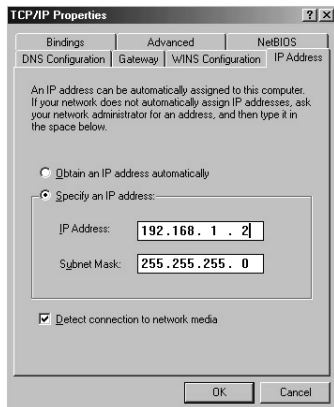 TCP/IP Properties
Bindings Advanced NetBIOS
DNS Configuration Gateway WINS Configuration IP Address
An IP address can be automatically assigned to this computer.
If your network does not automatically assign IP addresses, ask
your network administrator for an address, and then type it in
the space below.
Obtain an IP address automatically
Specify an IP address:
IP Address: 192.168. 1 . 2
Subnet Mask: 255.255.255. 0
Detect connection to network media
OK Cancel